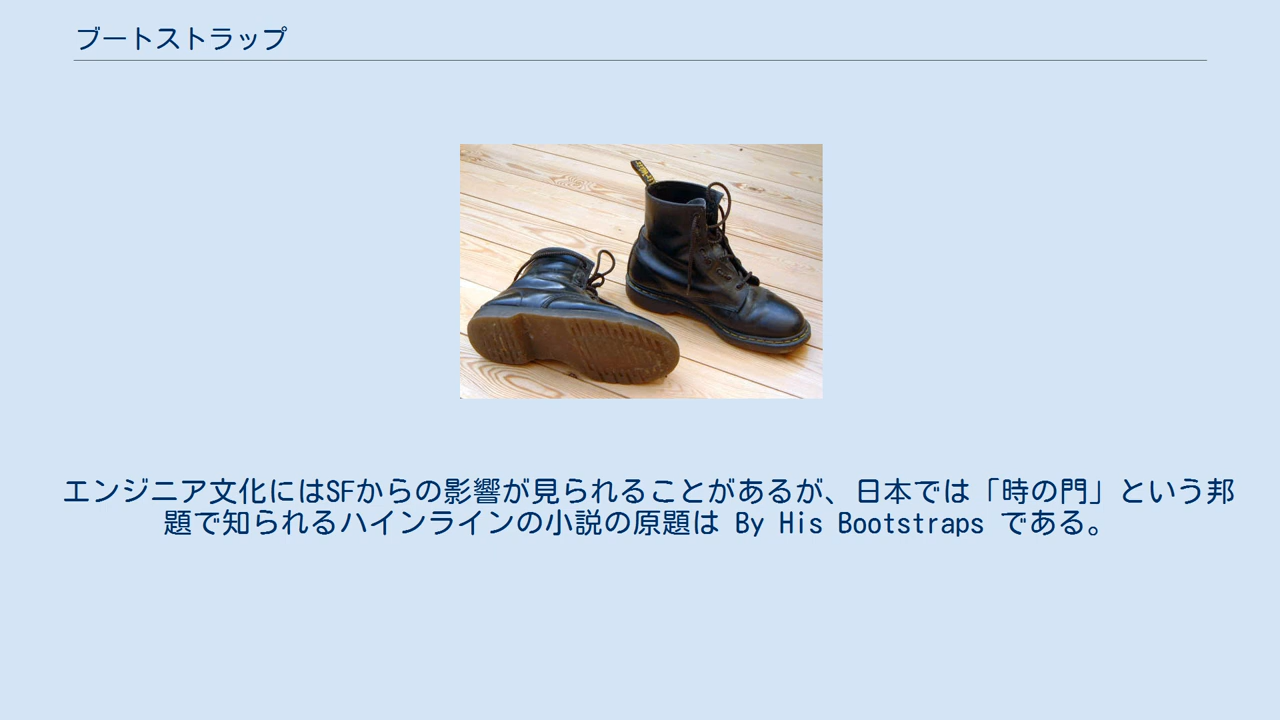 ブートストラップ
エンジニア文化にはSFからの影響が見られることがあるが、日本では「時の門」という邦
題で知られるハインラインの小説の原題は By His Bootstraps である。